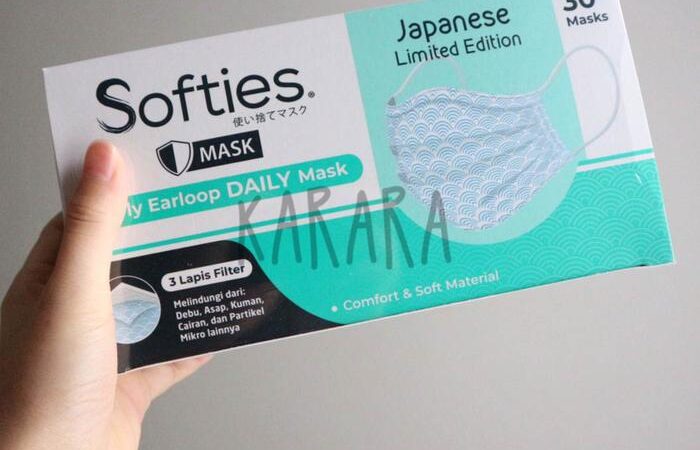 Softies®
使い捨てマスク
MASK
ly Earloop DAILY Mask
3 Lapis Filter
Melindungi dari:
Debu, Asap, Kuman,
Cairan, dan Partikel
Mikro lainnya
Japanese
Limited Edition
Masks
• Comfort & Soft Material
KARARA